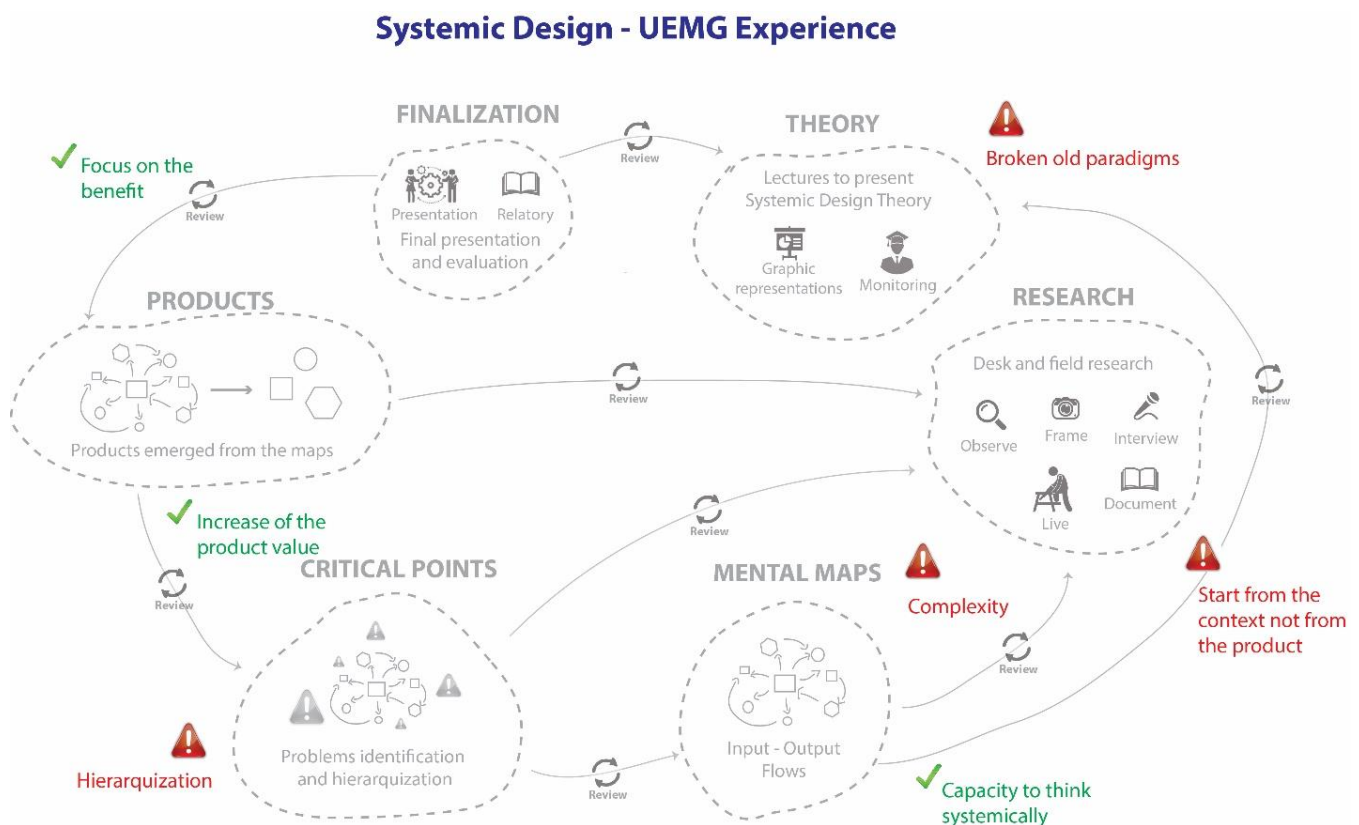 Systemic Design - UEMG Experience
FINALIZATION
Presentation
Relatory
Final presentation
and evaluation
Review
THEORY
Lectures to present
Systemic Design Theory
Graphic
representations
Monitoring
Broken old paradigms
Focus on the
benefit
Review
PRODUCTS
Products emerged from the maps
Review
RESEARCH
Desk and field research
Observe
Frame
Interview
Live
Document
Review
Increase of the
product value
Review
CRITICAL POINTS
Problems identification
and hierarquization
Hierarquization
Review
Review
MENTAL MAPS
Input - Output
Flows
Complexity
Review
Start from the
context not from
the product
Capacity to think
systemically